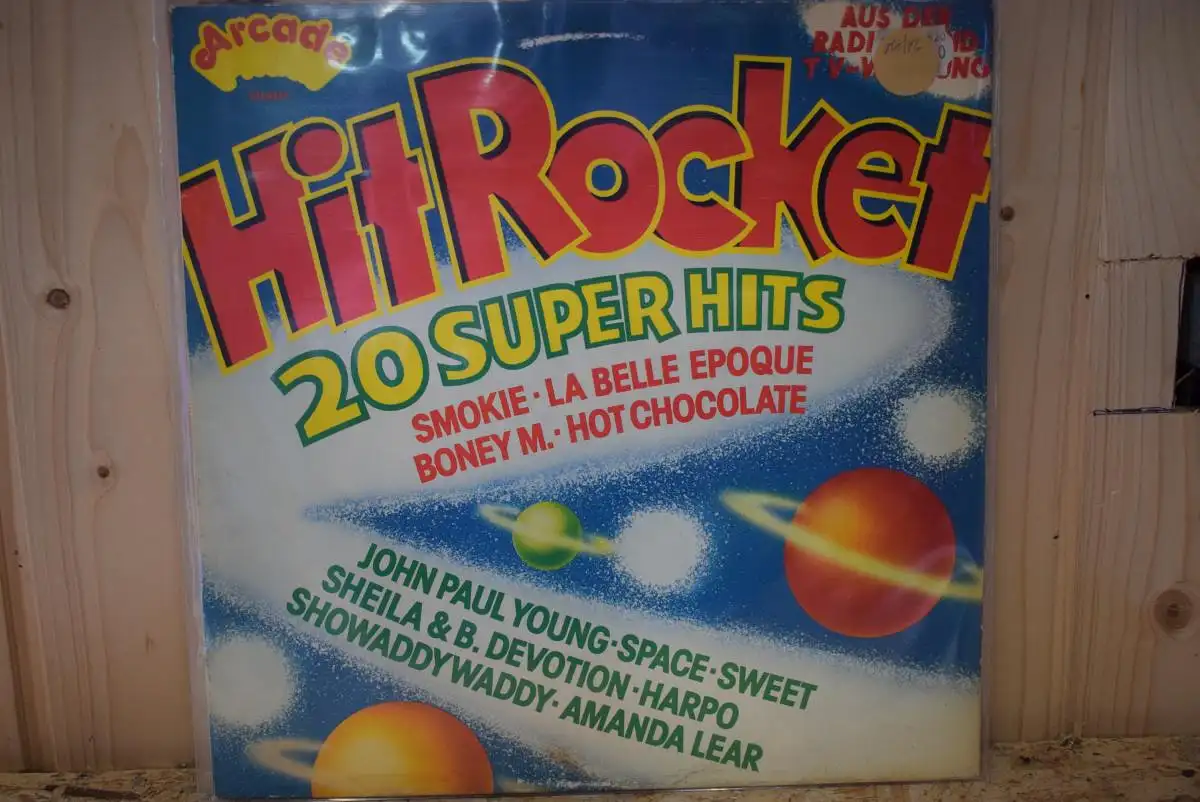 Arcade
AUS DER
HitRocket
20 SUPER HITS
SMOKIE · LA BELLE EPOQUE
BONEY M. · HOT CHOCOLATE
JOHN PAUL YOUNG · SPACE · SWEET
SHEILA & B. DEVOTION · HARPO
SHOWADDYWADDY · AMANDA LEAR